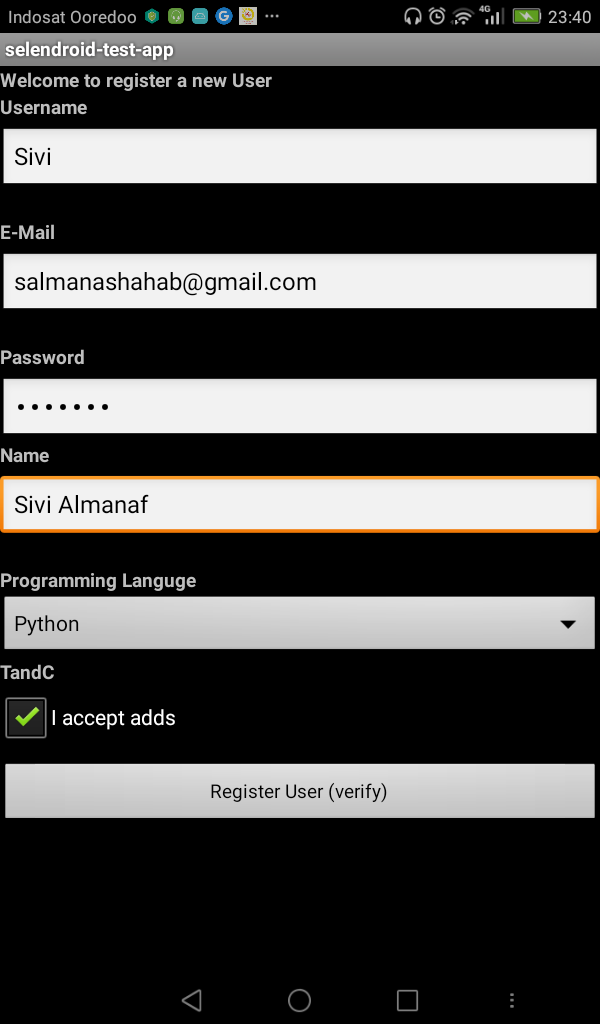 Indosat Ooredoo 4G 23:40
selendroid-test-app
Welcome to register a new User
Username
Sivi
E-Mail
salmanashahab@gmail.com
Password
•••••••
Name
Sivi Almanaf
Programming Languge
Python
TandC
I accept adds
Register User (verify)